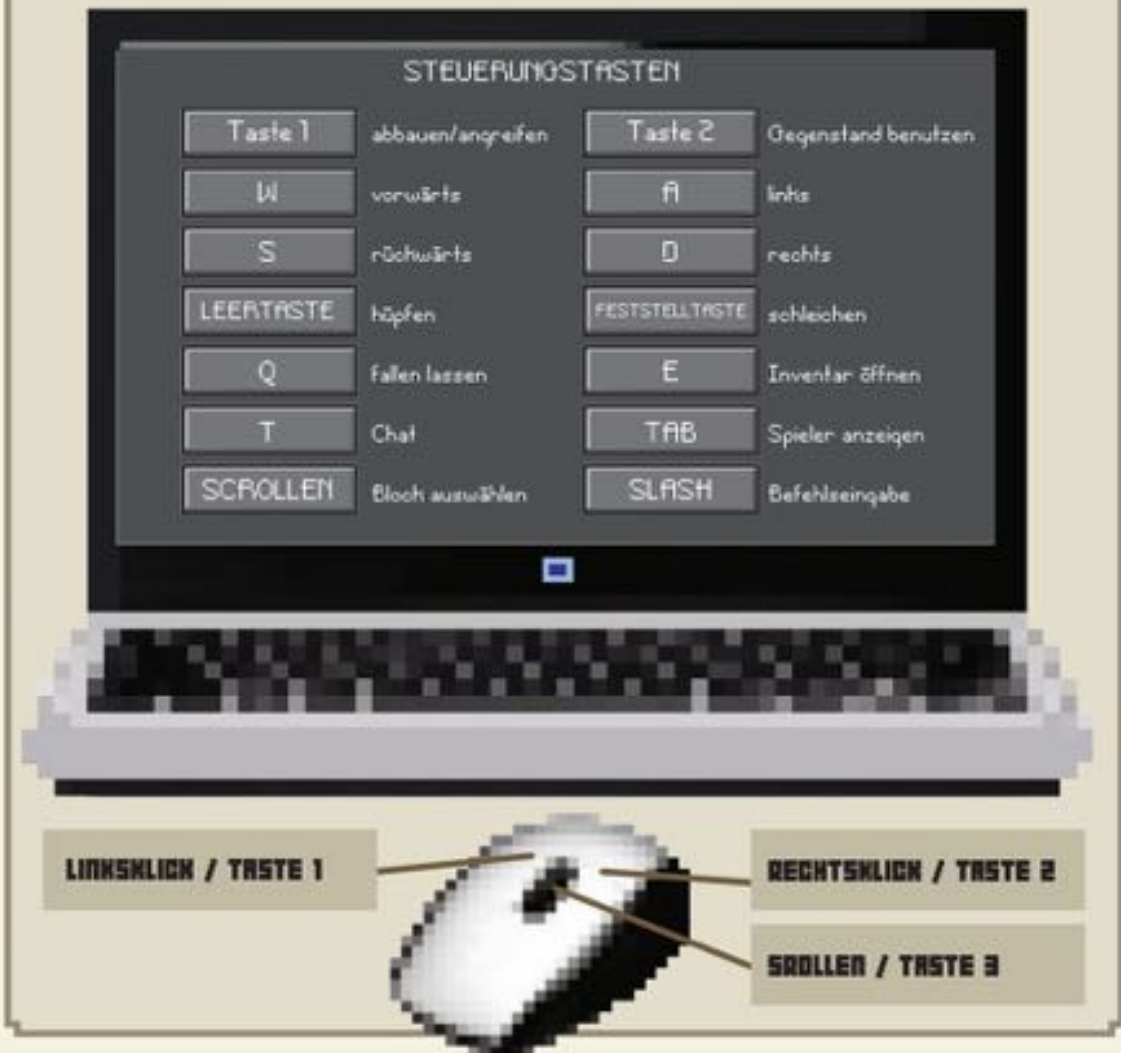 STEUERUNGSTASTEN
Taste 1 abbauen/angreifen Taste 2 Gegenstand benutzen
W vorwärts A links
S rückwärts D rechts
LEERTASTE hüpfen FESTSTELLTASTE schleichen
Q fallen lassen E Inventar öffnen
T Chat TAB Spieler anzeigen
SCROLLEN Block auswählen SLASH Befehlseingabe
LINKSKLICK / TASTE 1
RECHTSKLICK / TASTE 2
SROLLEN / TASTE 3